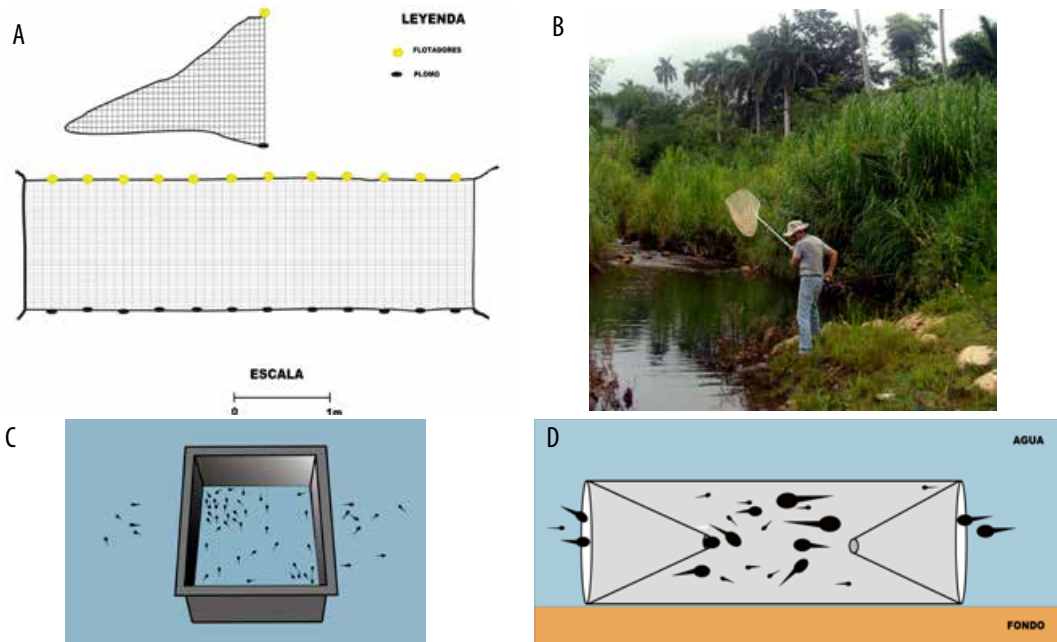 A
LEYENDA
FLOTADORES
PLOMO
ESCALA
0 1m
B
C
D
AGUA
FONDO